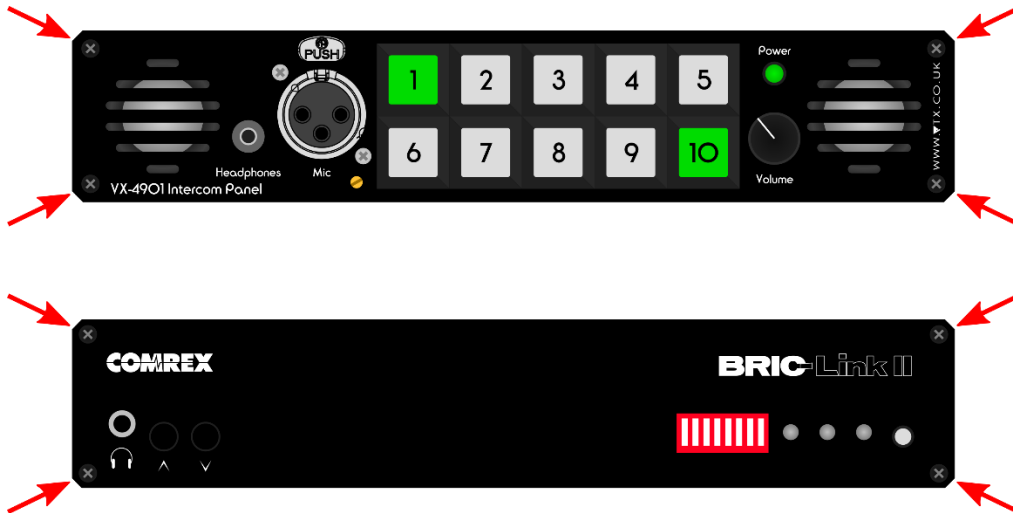 PUSH
Power
1 2 3 4 5
6 7 8 9 10
Headphones
Mic
Volume
VX-4901 Intercom Panel
WWW.VTX.CO.UK
COMREX
BRIC-Link II